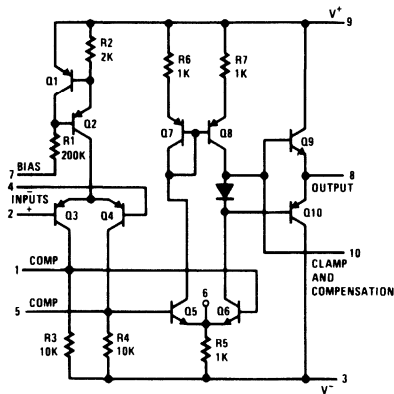 V+ 9
R2
2K
R6
1K
R7
1K
Q1
Q2
Q7
Q8
Q9
R1
200K
7 BIAS
8
OUTPUT
4
−
INPUTS
2 +
Q3
Q4
Q10
10
CLAMP
AND
COMPENSATION
1 COMP
6
5 COMP
Q5
Q6
R3
10K
R4
10K
R5
1K
3
V−